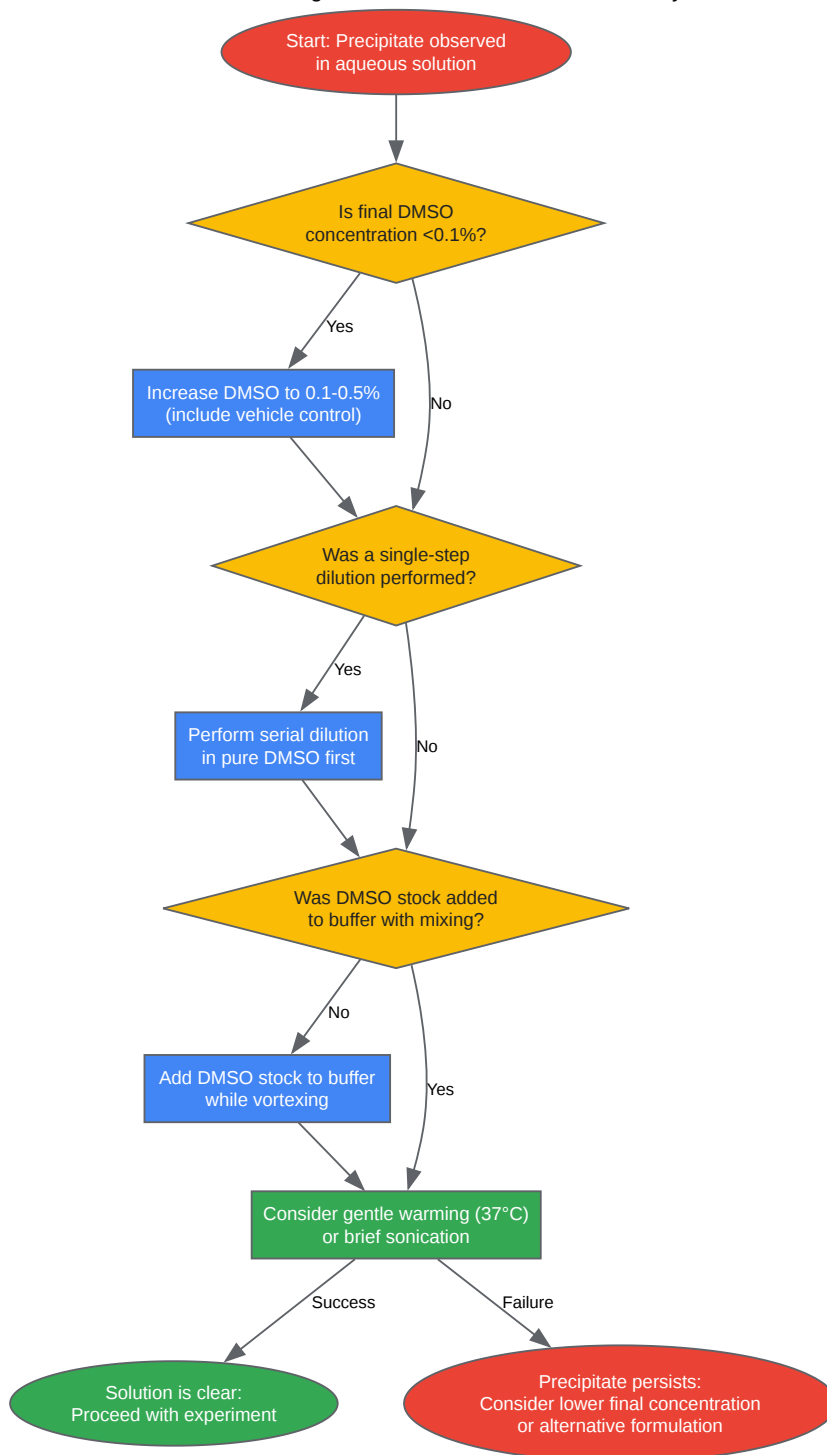 Start: Precipitate observed
in aqueous solution
Is final DMSO
concentration <0.1%?
Yes
Increase DMSO to 0.1-0.5%
(include vehicle control)
No
Was a single-step
dilution performed?
Yes
Perform serial dilution
in pure DMSO first
No
Was DMSO stock added
to buffer with mixing?
No
Add DMSO stock to buffer
while vortexing
Yes
Consider gentle warming (37°C)
or brief sonication
Success
Failure
Solution is clear:
Proceed with experiment
Precipitate persists:
Consider lower final concentration
or alternative formulation